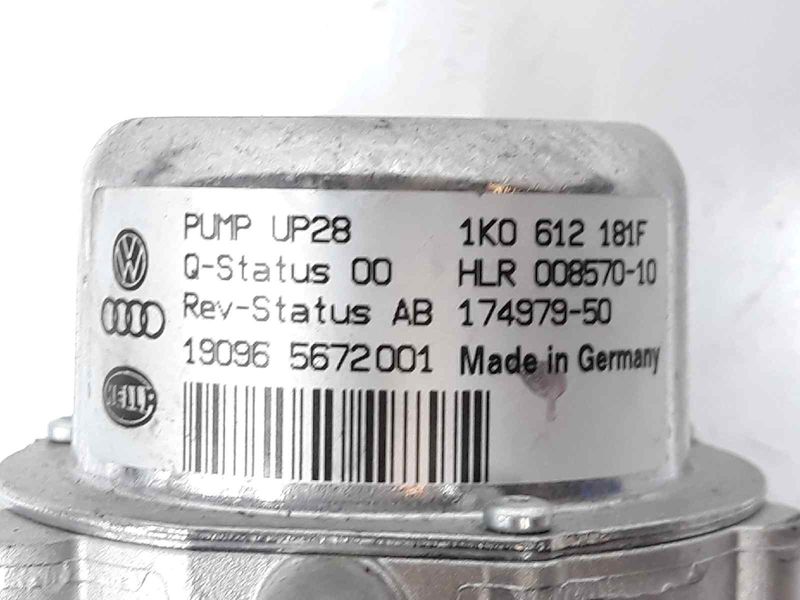 PUMP UP28 1K0 612 181F
Q-Status 00 HLR 008570-10
Rev-Status AB 174979-50
19096 5672001 Made in Germany
HELLA